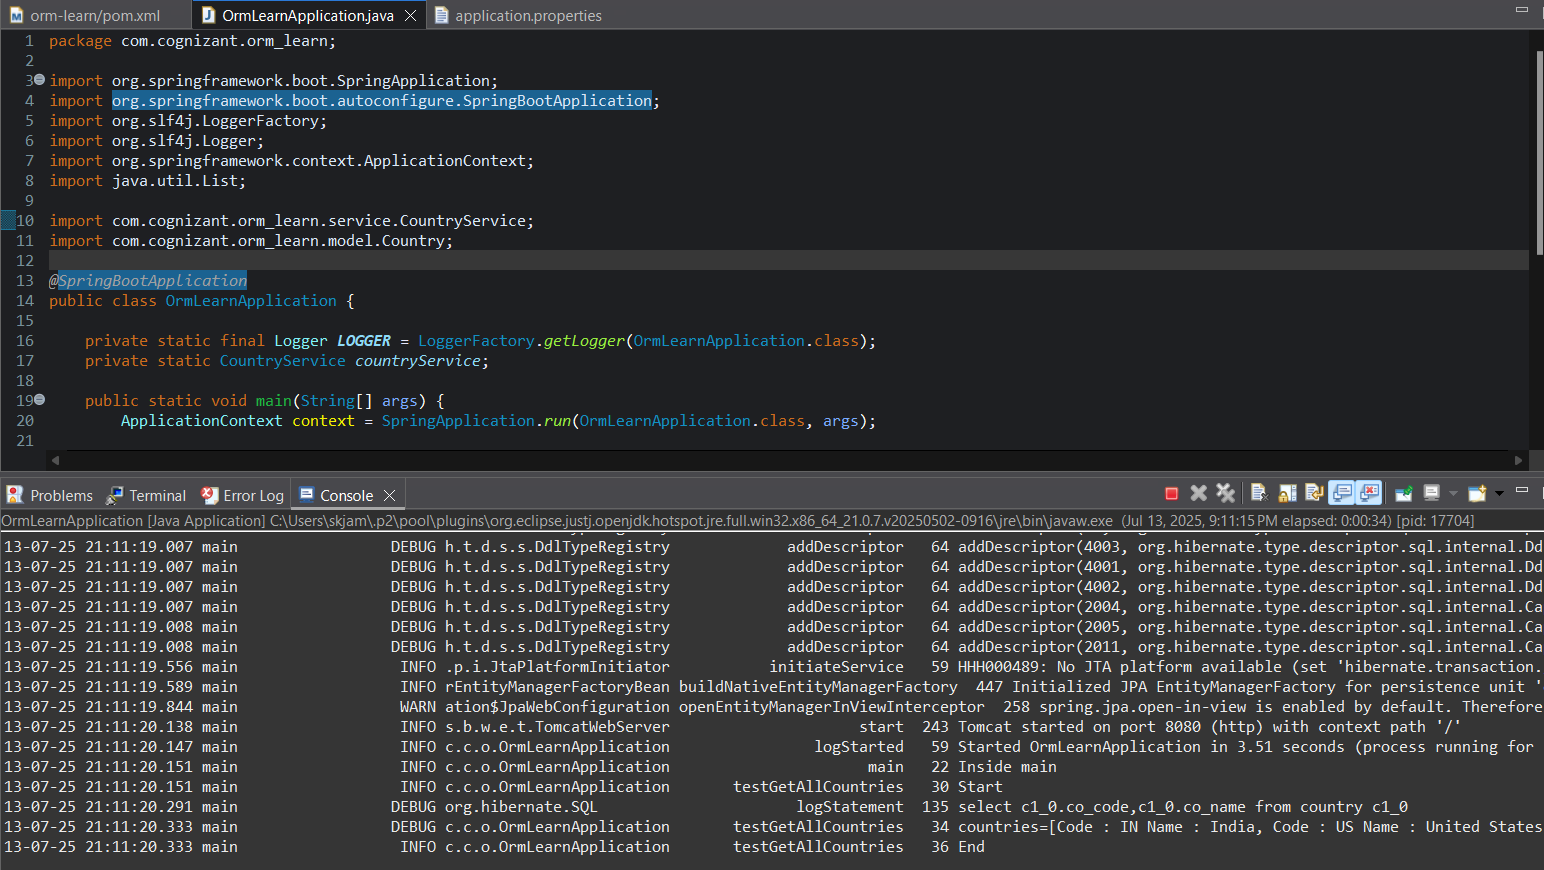 orm-learn/pom.xml OrmLearnApplication.java application.properties
1 package com.cognizant.orm_learn;
2
3 import org.springframework.boot.SpringApplication;
4 import org.springframework.boot.autoconfigure.SpringBootApplication;
5 import org.slf4j.LoggerFactory;
6 import org.slf4j.Logger;
7 import org.springframework.context.ApplicationContext;
8 import java.util.List;
9
10 import com.cognizant.orm_learn.service.CountryService;
11 import com.cognizant.orm_learn.model.Country;
12
13 @SpringBootApplication
14 public class OrmLearnApplication {
15
16 private static final Logger LOGGER = LoggerFactory.getLogger(OrmLearnApplication.class);
17 private static CountryService countryService;
18
19 public static void main(String[] args) {
20 ApplicationContext context = SpringApplication.run(OrmLearnApplication.class, args);
21
Problems Terminal Error Log Console
OrmLearnApplication [Java Application] C:\Users\skjam\.p2\pool\plugins\org.eclipse.justj.openjdk.hotspot.jre.full.win32.x86_64_21.0.7.v20250502-0916\jre\bin\javaw.exe (Jul 13, 2025, 9:11:15 PM elapsed: 0:00:34) [pid: 17704]
13-07-25 21:11:19.007 main DEBUG h.t.d.s.s.DdlTypeRegistry addDescriptor 64 addDescriptor(4003, org.hibernate.type.descriptor.sql.internal.Dd
13-07-25 21:11:19.007 main DEBUG h.t.d.s.s.DdlTypeRegistry addDescriptor 64 addDescriptor(4001, org.hibernate.type.descriptor.sql.internal.Dd
13-07-25 21:11:19.007 main DEBUG h.t.d.s.s.DdlTypeRegistry addDescriptor 64 addDescriptor(4002, org.hibernate.type.descriptor.sql.internal.Dd
13-07-25 21:11:19.007 main DEBUG h.t.d.s.s.DdlTypeRegistry addDescriptor 64 addDescriptor(2004, org.hibernate.type.descriptor.sql.internal.Ca
13-07-25 21:11:19.008 main DEBUG h.t.d.s.s.DdlTypeRegistry addDescriptor 64 addDescriptor(2005, org.hibernate.type.descriptor.sql.internal.Ca
13-07-25 21:11:19.008 main DEBUG h.t.d.s.s.DdlTypeRegistry addDescriptor 64 addDescriptor(2011, org.hibernate.type.descriptor.sql.internal.Ca
13-07-25 21:11:19.556 main INFO .p.i.JtaPlatformInitiator initiateService 59 HHH000489: No JTA platform available (set 'hibernate.transaction.
13-07-25 21:11:19.589 main INFO rEntityManagerFactoryBean buildNativeEntityManagerFactory 447 Initialized JPA EntityManagerFactory for persistence unit '
13-07-25 21:11:19.844 main WARN ation$JpaWebConfiguration openEntityManagerInViewInterceptor 258 spring.jpa.open-in-view is enabled by default. Therefore
13-07-25 21:11:20.138 main INFO s.b.w.e.t.TomcatWebServer start 243 Tomcat started on port 8080 (http) with context path '/'
13-07-25 21:11:20.147 main INFO c.c.o.OrmLearnApplication logStarted 59 Started OrmLearnApplication in 3.51 seconds (process running for
13-07-25 21:11:20.151 main INFO c.c.o.OrmLearnApplication main 22 Inside main
13-07-25 21:11:20.151 main INFO c.c.o.OrmLearnApplication testGetAllCountries 30 Start
13-07-25 21:11:20.291 main DEBUG org.hibernate.SQL logStatement 135 select c1_0.co_code,c1_0.co_name from country c1_0
13-07-25 21:11:20.333 main DEBUG c.c.o.OrmLearnApplication testGetAllCountries 34 countries=[Code : IN Name : India, Code : US Name : United States
13-07-25 21:11:20.333 main INFO c.c.o.OrmLearnApplication testGetAllCountries 36 End